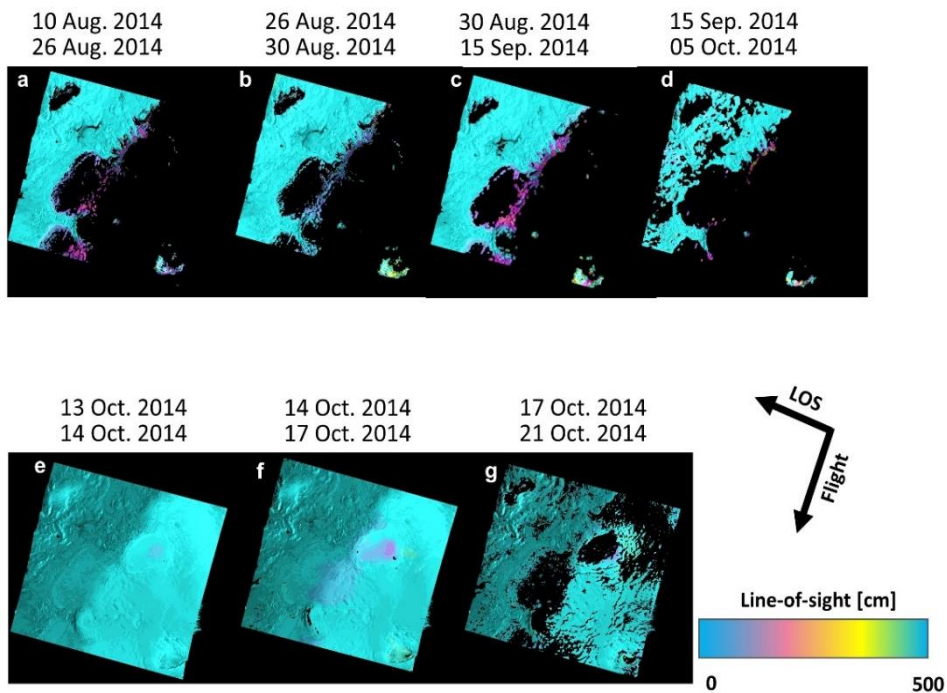 10 Aug. 2014
26 Aug. 2014
26 Aug. 2014
30 Aug. 2014
30 Aug. 2014
15 Sep. 2014
15 Sep. 2014
05 Oct. 2014
a
b
c
d
13 Oct. 2014
14 Oct. 2014
14 Oct. 2014
17 Oct. 2014
17 Oct. 2014
21 Oct. 2014
e
f
g
LOS
Flight
Line-of-sight [cm]
0
500